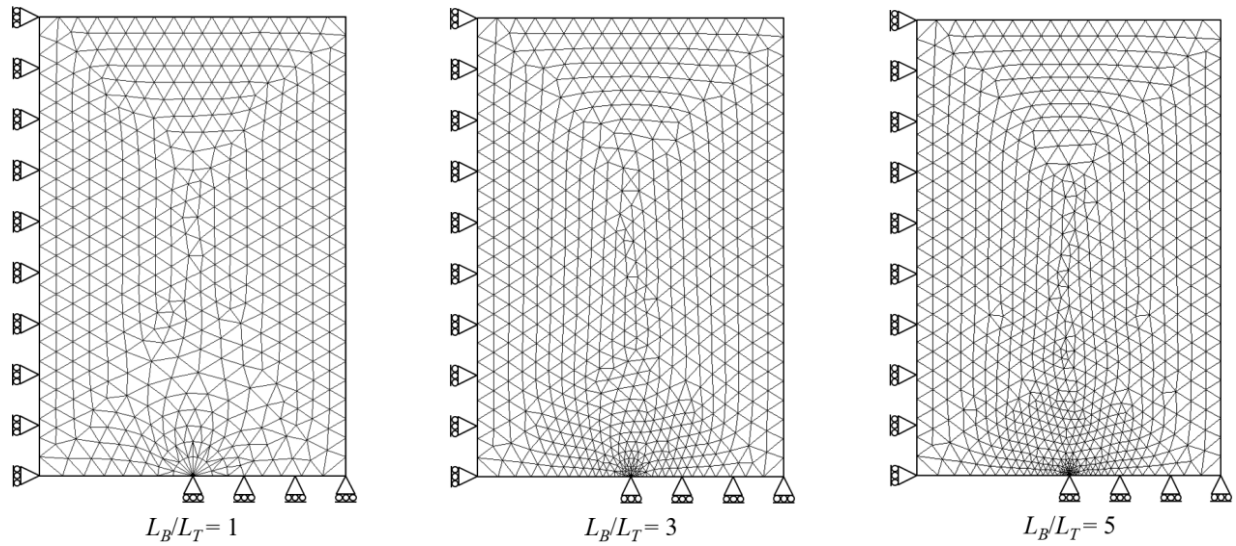 L_B/L_T = 1
L_B/L_T = 3
L_B/L_T = 5